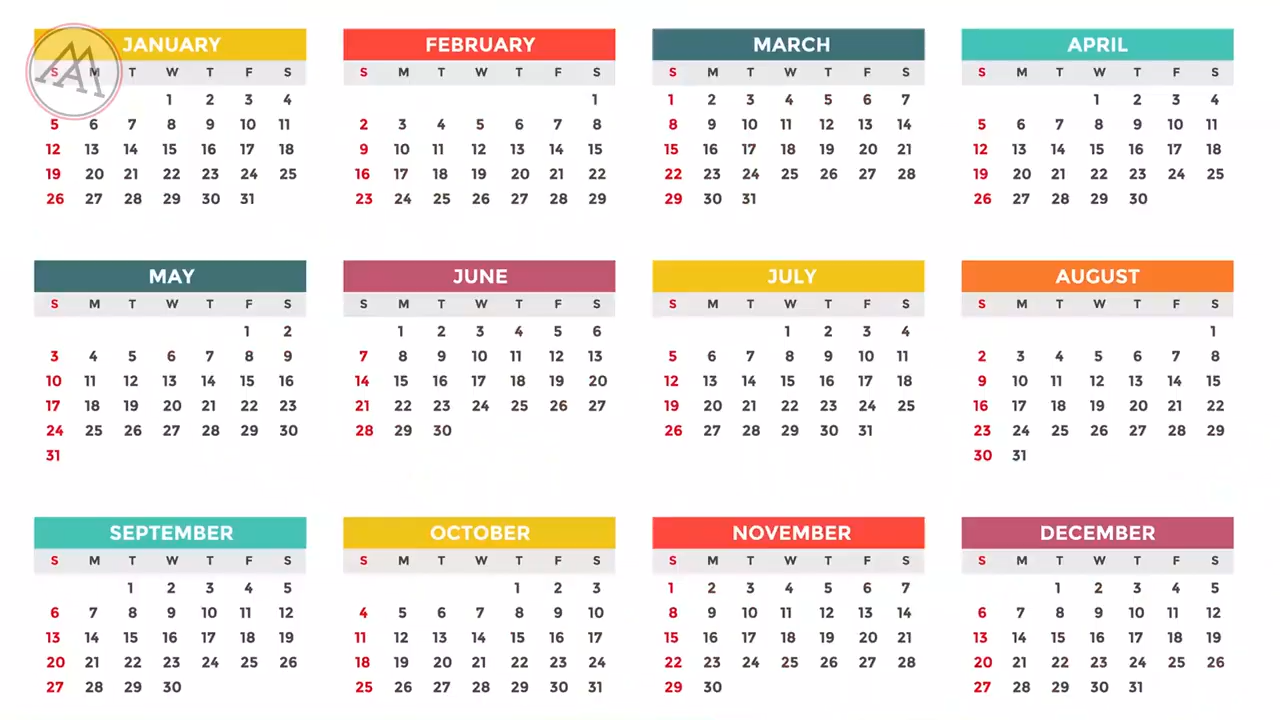 JANUARY FEBRUARY MARCH APRIL
S M T W T F S S M T W T F S S M T W T F S S M T W T F S
1 2 3 4 1 1 2 3 4 5 6 7 1 2 3 4
5 6 7 8 9 10 11 2 3 4 5 6 7 8 8 9 10 11 12 13 14 5 6 7 8 9 10 11
12 13 14 15 16 17 18 9 10 11 12 13 14 15 15 16 17 18 19 20 21 12 13 14 15 16 17 18
19 20 21 22 23 24 25 16 17 18 19 20 21 22 22 23 24 25 26 27 28 19 20 21 22 23 24 25
26 27 28 29 30 31 23 24 25 26 27 28 29 29 30 31 26 27 28 29 30
MAY JUNE JULY AUGUST
S M T W T F S S M T W T F S S M T W T F S S M T W T F S
1 2 1 2 3 4 5 6 1 2 3 4 1
3 4 5 6 7 8 9 7 8 9 10 11 12 13 5 6 7 8 9 10 11 2 3 4 5 6 7 8
10 11 12 13 14 15 16 14 15 16 17 18 19 20 12 13 14 15 16 17 18 9 10 11 12 13 14 15
17 18 19 20 21 22 23 21 22 23 24 25 26 27 19 20 21 22 23 24 25 16 17 18 19 20 21 22
24 25 26 27 28 29 30 28 29 30 26 27 28 29 30 31 23 24 25 26 27 28 29
31 30 31
SEPTEMBER OCTOBER NOVEMBER DECEMBER
S M T W T F S S M T W T F S S M T W T F S S M T W T F S
1 2 3 4 5 1 2 3 1 2 3 4 5 6 7 1 2 3 4 5
6 7 8 9 10 11 12 4 5 6 7 8 9 10 8 9 10 11 12 13 14 6 7 8 9 10 11 12
13 14 15 16 17 18 19 11 12 13 14 15 16 17 15 16 17 18 19 20 21 13 14 15 16 17 18 19
20 21 22 23 24 25 26 18 19 20 21 22 23 24 22 23 24 25 26 27 28 20 21 22 23 24 25 26
27 28 29 30 25 26 27 28 29 30 31 29 30 27 28 29 30 31